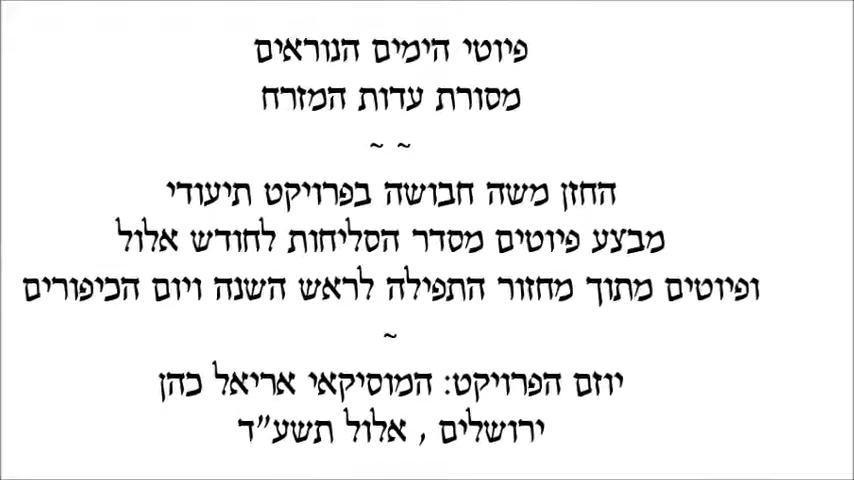 פיוטי הימים הנוראים
מסורת עדות המזרח
~ ~
החזן משה חבושה בפרויקט תיעודי
מבצע פיוטים מסדר הסליחות לחודש אלול
ופיוטים מתוך מחזור התפילה לראש השנה ויום הכיפורים
~
יוזם הפרויקט: המוסיקאי אריאל כהן
ירושלים , אלול תשע"ד